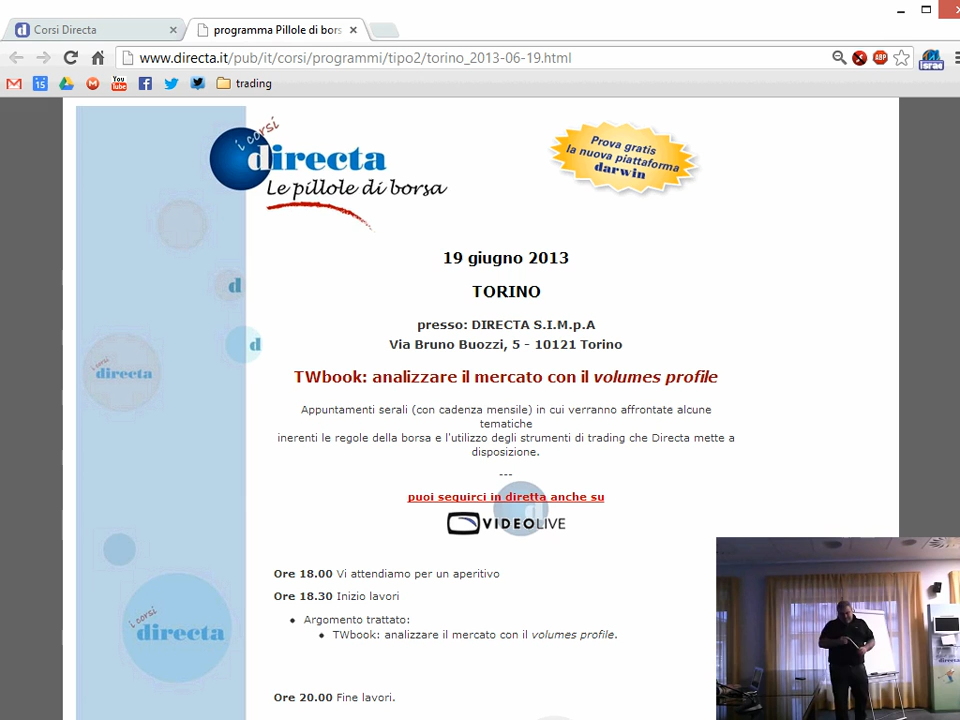 Corsi Directa
programma Pillole di bors
www.directa.it/pub/it/corsi/programmi/tipo2/torino_2013-06-19.html
ABP
israc
15
You
Tube
trading
i corsi
directa
Le pillole di borsa
Prova gratis
la nuova piattaforma
darwin
19 giugno 2013
TORINO
d
presso: DIRECTA S.I.M.p.A
Via Bruno Buozzi, 5 - 10121 Torino
d
i corsi
directa
TWbook: analizzare il mercato con il volumes profile
Appuntamenti serali (con cadenza mensile) in cui verranno affrontate alcune
tematiche
inerenti le regole della borsa e l'utilizzo degli strumenti di trading che Directa mette a
disposizione.
---
puoi seguirci in diretta anche su
d
VIDEOLIVE
Ore 18.00 Vi attendiamo per un aperitivo
Ore 18.30 Inizio lavori
• Argomento trattato:
• TWbook: analizzare il mercato con il volumes profile.
i corsi
directa
directa
Ore 20.00 Fine lavori.